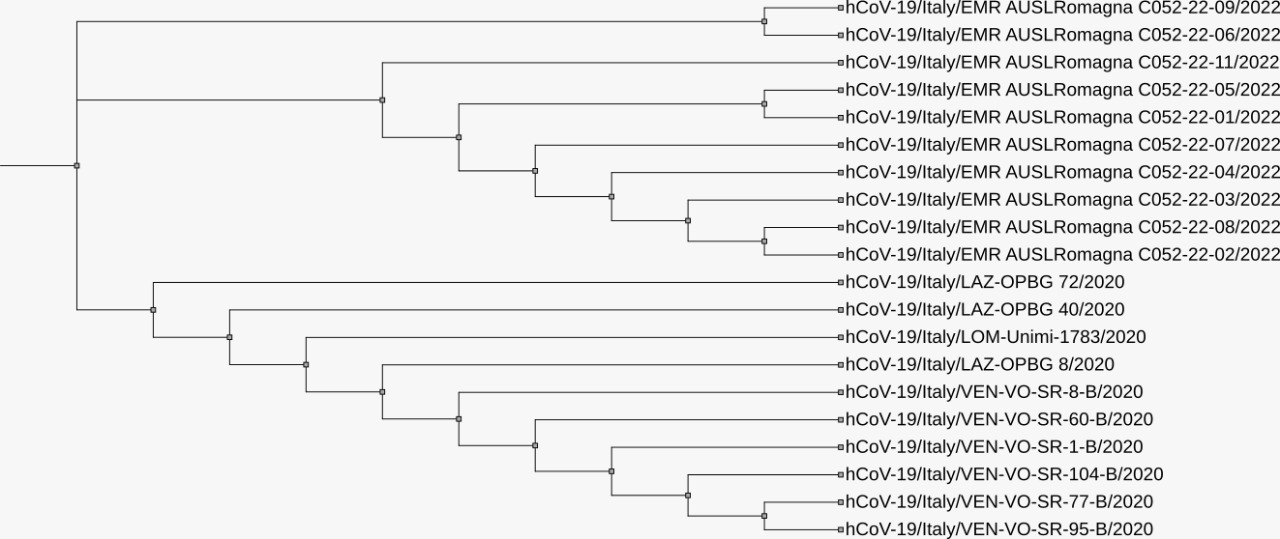 hCoV-19/Italy/EMR AUSLRomagna C052-22-09/2022
hCoV-19/Italy/EMR AUSLRomagna C052-22-06/2022
hCoV-19/Italy/EMR AUSLRomagna C052-22-11/2022
hCoV-19/Italy/EMR AUSLRomagna C052-22-05/2022
hCoV-19/Italy/EMR AUSLRomagna C052-22-01/2022
hCoV-19/Italy/EMR AUSLRomagna C052-22-07/2022
hCoV-19/Italy/EMR AUSLRomagna C052-22-04/2022
hCoV-19/Italy/EMR AUSLRomagna C052-22-03/2022
hCoV-19/Italy/EMR AUSLRomagna C052-22-08/2022
hCoV-19/Italy/EMR AUSLRomagna C052-22-02/2022
hCoV-19/Italy/LAZ-OPBG 72/2020
hCoV-19/Italy/LAZ-OPBG 40/2020
hCoV-19/Italy/LOM-Unimi-1783/2020
hCoV-19/Italy/LAZ-OPBG 8/2020
hCoV-19/Italy/VEN-VO-SR-8-B/2020
hCoV-19/Italy/VEN-VO-SR-60-B/2020
hCoV-19/Italy/VEN-VO-SR-1-B/2020
hCoV-19/Italy/VEN-VO-SR-104-B/2020
hCoV-19/Italy/VEN-VO-SR-77-B/2020
hCoV-19/Italy/VEN-VO-SR-95-B/2020